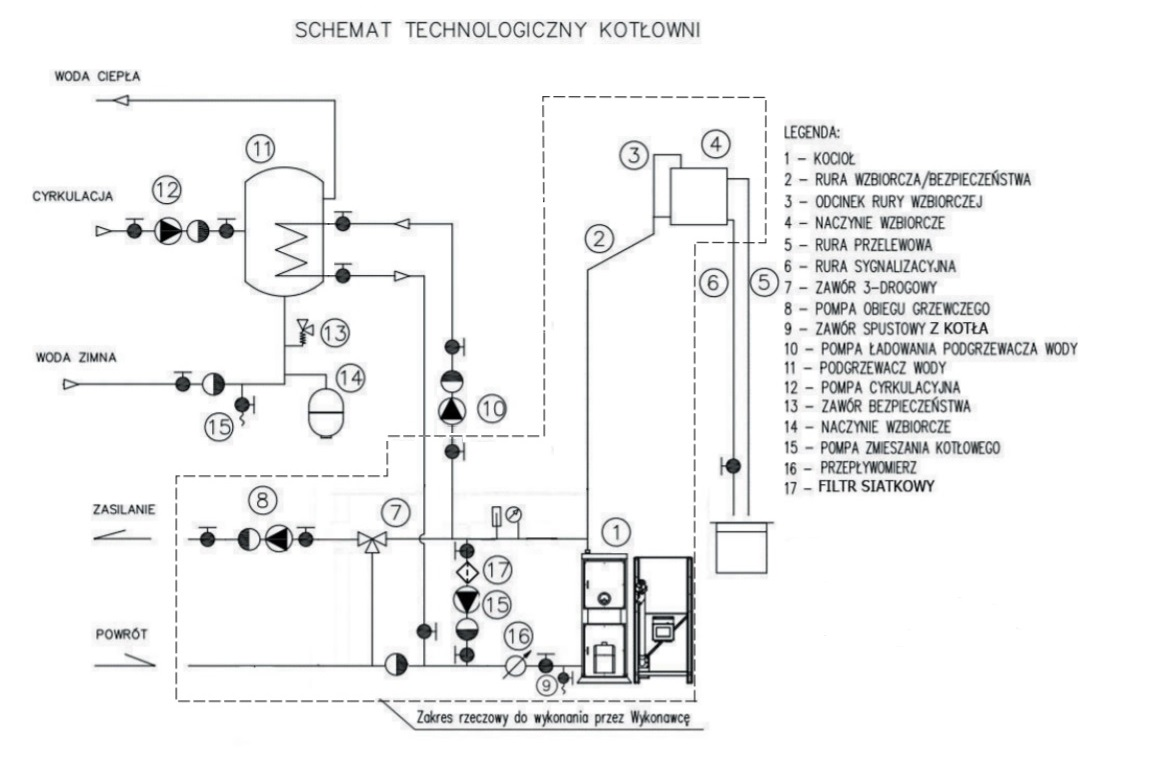 SCHEMAT TECHNOLOGICZNY KOTŁOWNI
WODA CIEPŁA
11
12
CYRKULACJA
13
WODA ZIMNA
14
15
10
3
4
2
6
5
LEGENDA:
1 – KOCIOŁ
2 – RURA WZBIORCZA/BEZPIECZEŃSTWA
3 – ODCINEK RURY WZBIORCZEJ
4 – NACZYNIE WZBIORCZE
5 – RURA PRZELEWOWA
6 – RURA SYGNALIZACYJNA
7 – ZAWÓR 3–DROGOWY
8 – POMPA OBIEGU GRZEWCZEGO
9 – ZAWÓR SPUSTOWY Z KOTŁA
10 – POMPA ŁADOWANIA PODGRZEWACZA WODY
11 – PODGRZEWACZ WODY
12 – POMPA CYRKULACYJNA
13 – ZAWÓR BEZPIECZEŃSTWA
14 – NACZYNIE WZBIORCZE
15 – POMPA ZMIESZANIA KOTŁOWEGO
16 – PRZEPŁYWOMIERZ
17 – FILTR SIATKOWY
ZASILANIE
8
7
1
17
15
POWRÓT
16
9
Zakres rzeczowy do wykonania przez Wykonawcę